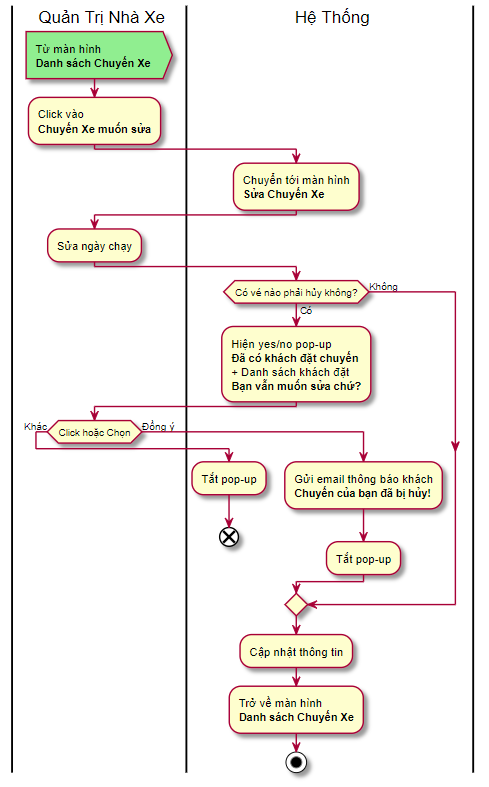 Quản Trị Nhà Xe
Hệ Thống
Từ màn hình
Danh sách Chuyến Xe
Click vào
Chuyến Xe muốn sửa
Chuyển tới màn hình
Sửa Chuyến Xe
Sửa ngày chạy
Có vé nào phải hủy không?
Không
Có
Hiện yes/no pop-up
Đã có khách đặt chuyến
+ Danh sách khách đặt
Bạn vẫn muốn sửa chứ?
Khác
Click hoặc Chọn
Đồng ý
Tắt pop-up
Gửi email thông báo khách
Chuyến của bạn đã bị hủy!
Tắt pop-up
Cập nhật thông tin
Trở về màn hình
Danh sách Chuyến Xe